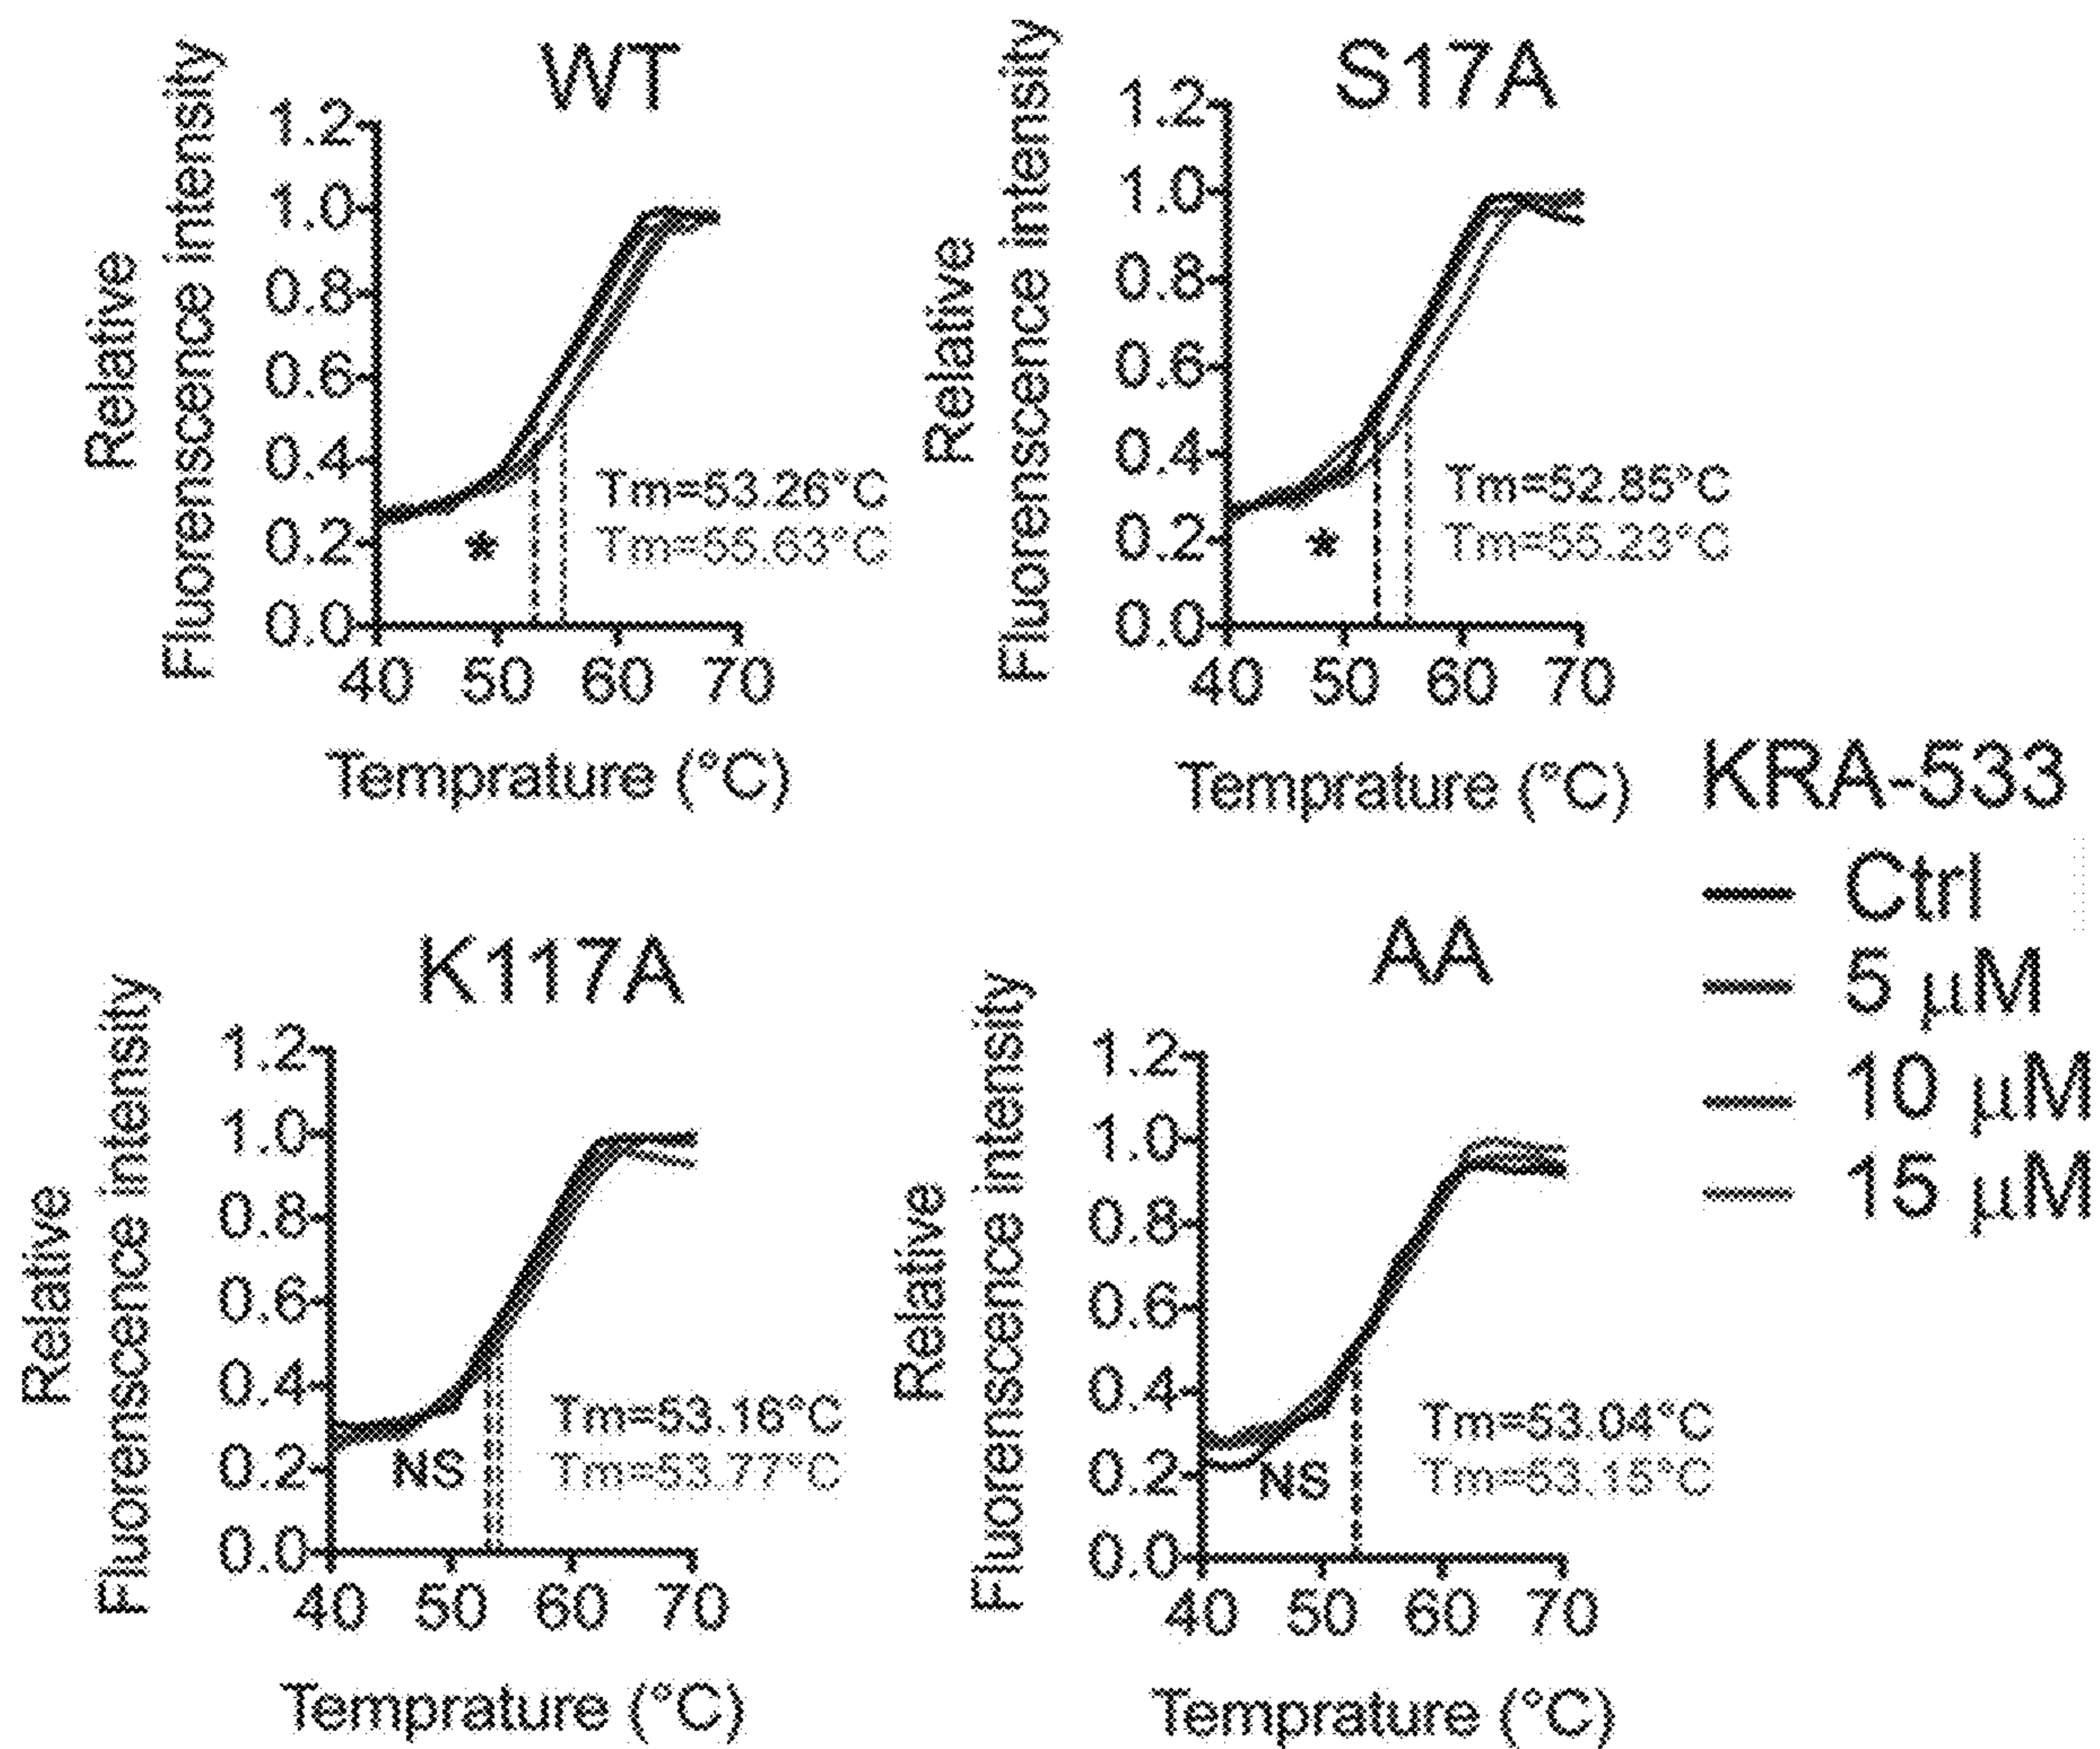 WT
Relative
Fluorescence intensity
1.2
1.0
0.8
0.6
0.4
0.2
0.0
Tm=53.26°C
Tm=55.63°C
*
40 50 60 70
Temprature (°C)
S17A
Relative
Fluorescence intensity
1.2
1.0
0.8
0.6
0.4
0.2
0.0
Tm=52.85°C
Tm=55.23°C
*
40 50 60 70
Temprature (°C)
KRA-533
Ctrl
5 μM
10 μM
15 μM
K117A
Relative
Fluorescence intensity
1.2
1.0
0.8
0.6
0.4
0.2
0.0
Tm=53.16°C
Tm=53.77°C
NS
40 50 60 70
Temprature (°C)
AA
Relative
Fluorescence intensity
1.2
1.0
0.8
0.6
0.4
0.2
0.0
Tm=53.04°C
Tm=53.15°C
NS
40 50 60 70
Temprature (°C)